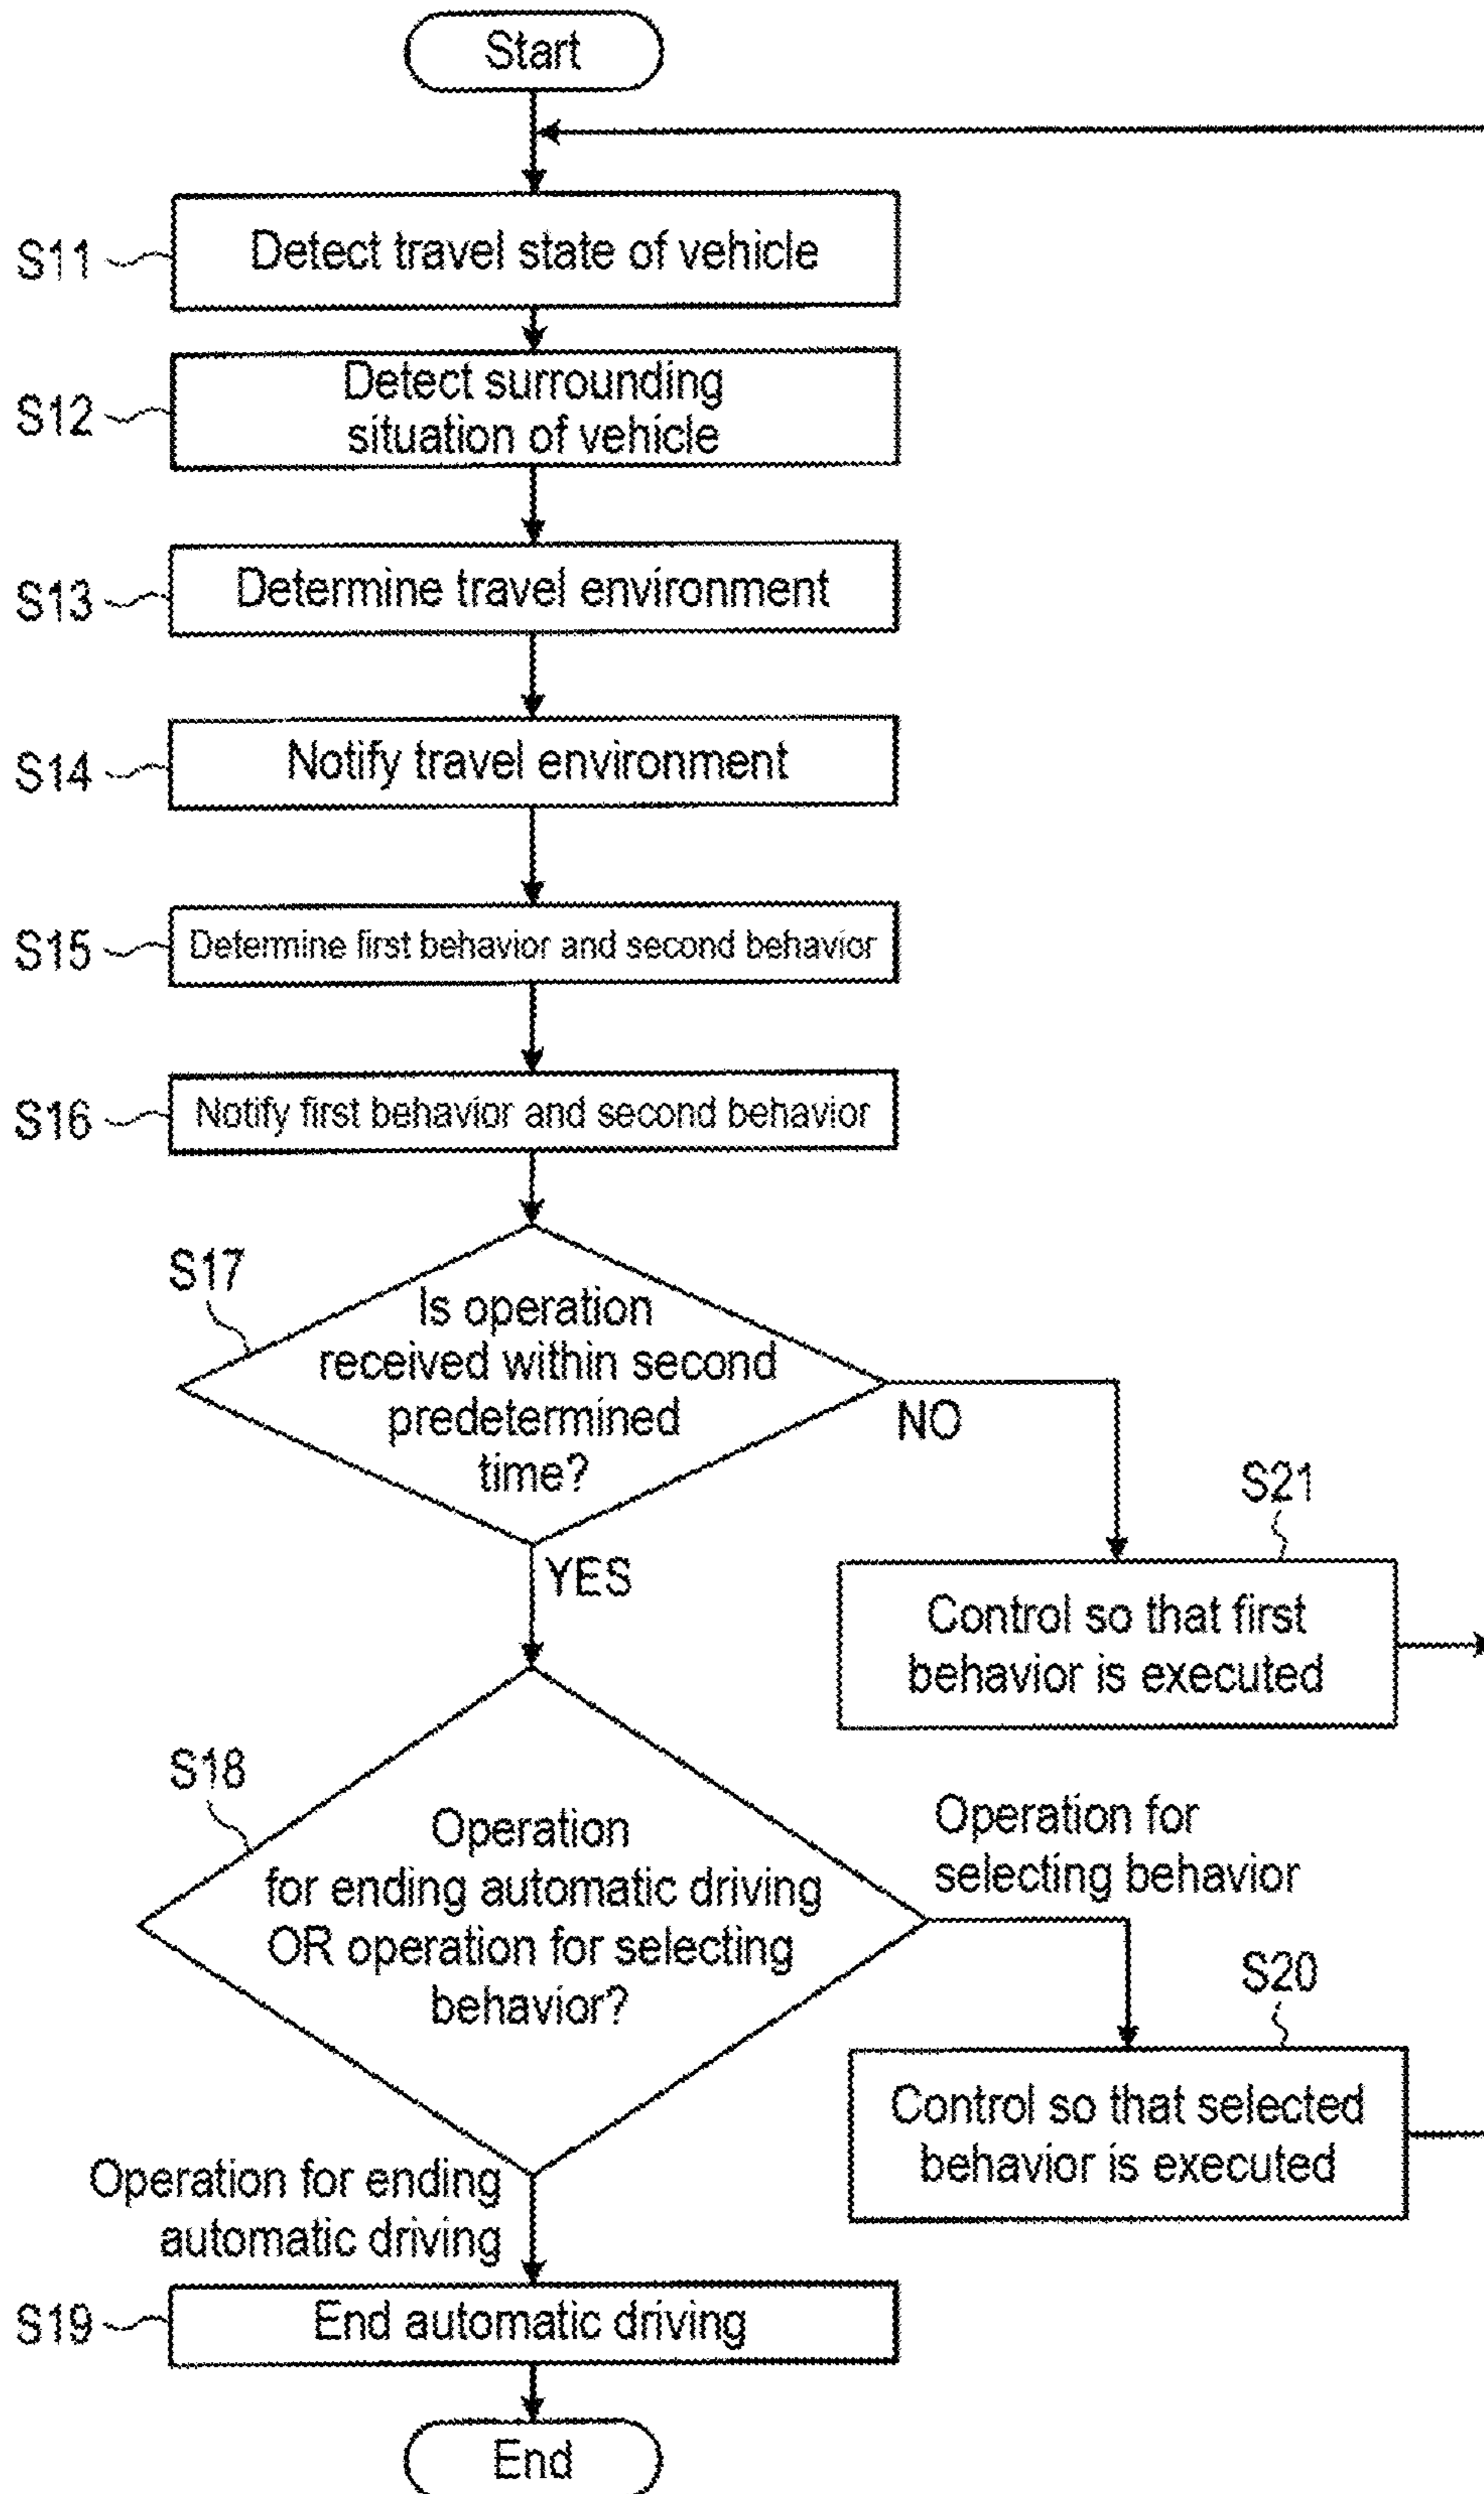 Start
S11
Detect travel state of vehicle
S12
Detect surrounding
situation of vehicle
S13
Determine travel environment
S14
Notify travel environment
S15
Determine first behavior and second behavior
S16
Notify first behavior and second behavior
S17
Is operation
received within second
predetermined
time?
NO
YES
S21
Control so that first
behavior is executed
S18
Operation
for ending automatic driving
OR operation for selecting
behavior?
Operation for
selecting behavior
S20
Control so that selected
behavior is executed
Operation for ending
automatic driving
S19
End automatic driving
End